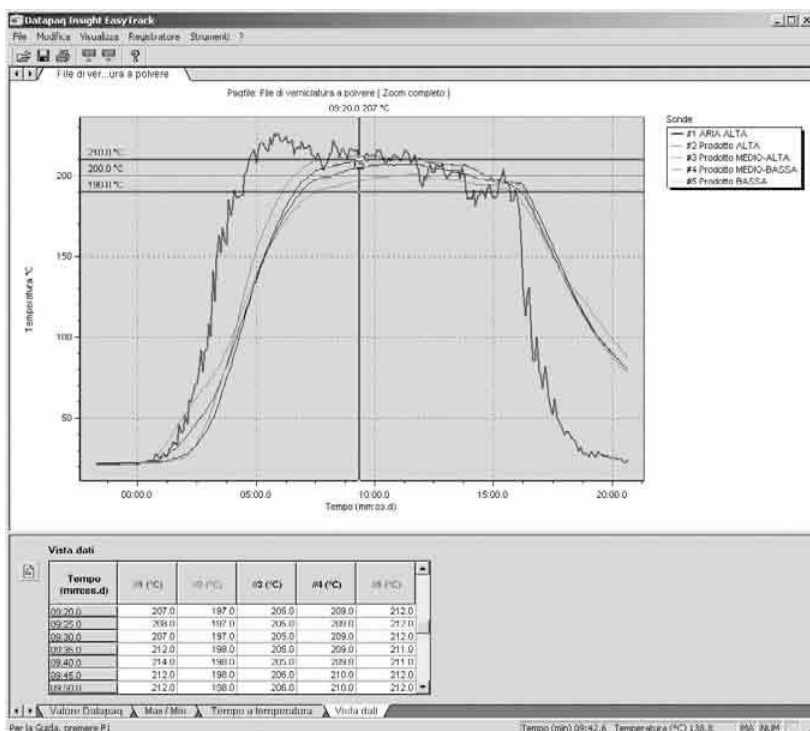 Datapaq Insight EasyTrack
File Modifica Visualizza Registratore Strumenti ?
File di ver...ura a polvere
Paqfile: File di verniciatura a polvere [ Zoom completo ]
09:20.0 207 °C
Sonde
#1 ARIA ALTA
#2 Prodotto ALTA
#3 Prodotto MEDIO-ALTA
#4 Prodotto MEDIO-BASSA
#5 Prodotto BASSA
210.0 °C
200.0 °C
190.0 °C
200
150
100
50
Temperatura °C
00:00.0 05:00.0 10:00.0 15:00.0 20:00.0
Tempo (mm:ss.d)
Vista dati
Tempo (mm:ss.d) #1 (°C) #2 (°C) #3 (°C) #4 (°C) #5 (°C)
09:20.0 207.0 197.0 205.0 209.0 212.0
09:25.0 208.0 197.0 205.0 209.0 212.0
09:30.0 207.0 197.0 205.0 209.0 212.0
09:35.0 212.0 198.0 205.0 209.0 211.0
09:40.0 214.0 198.0 205.0 209.0 211.0
09:45.0 212.0 198.0 206.0 210.0 212.0
09:50.0 212.0 198.0 206.0 210.0 212.0
Valore Datapaq Max / Min Tempo a temperatura Vista dati
Per la Guida, premere F1 Tempo (min) 09:42.6 Temperatura (°C) 138.8 MA NUM